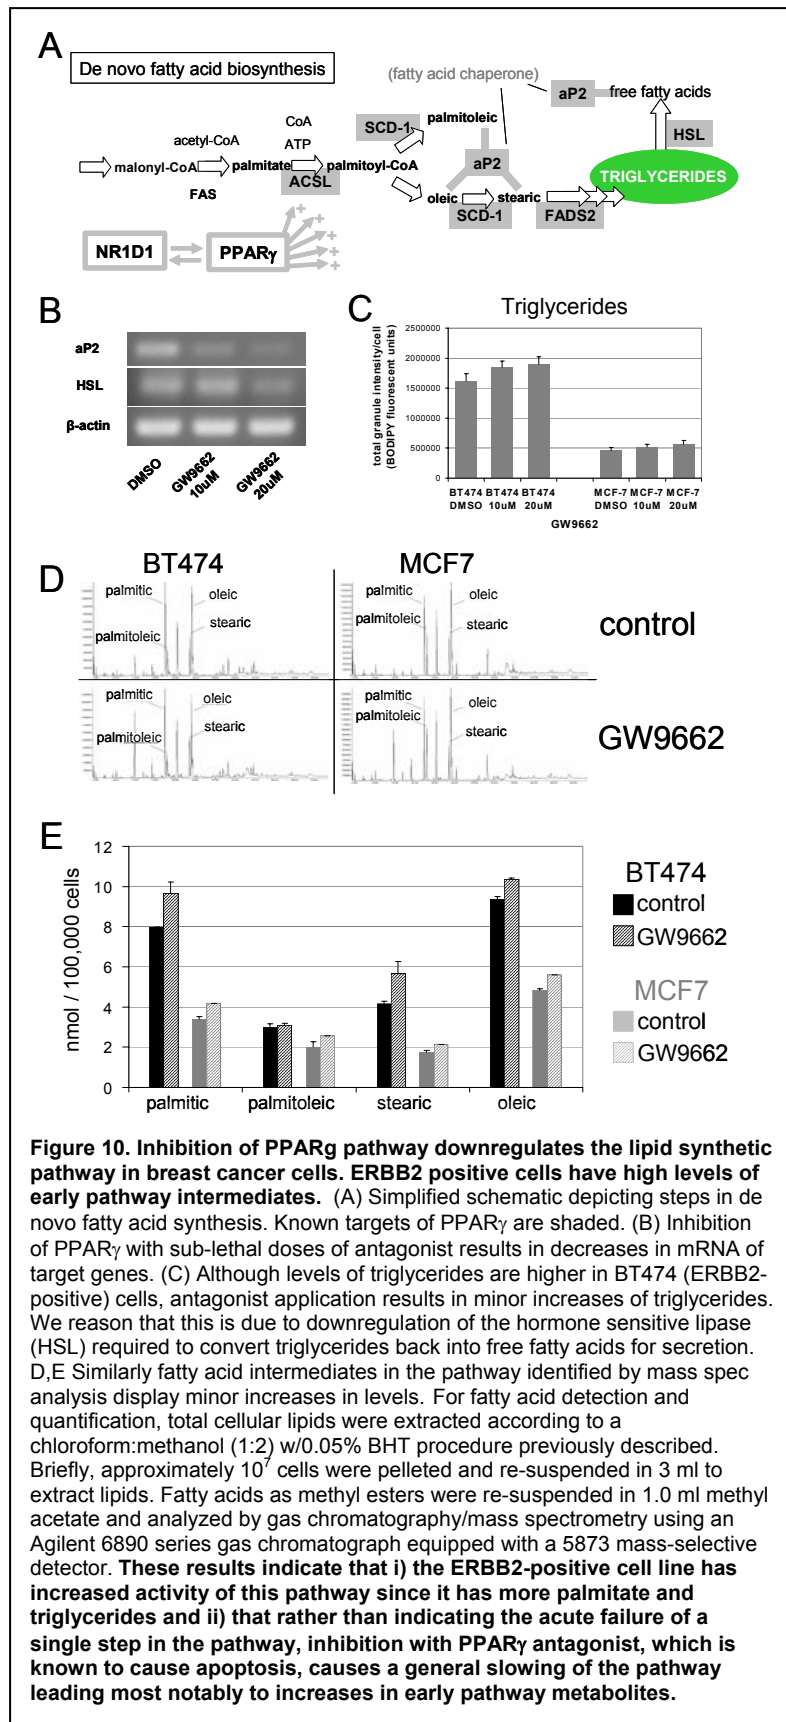 A
De novo fatty acid biosynthesis
(fatty acid chaperone)
aP2
free fatty acids
CoA
ATP
SCD-1
palmitoleic
HSL
acetyl-CoA
malonyl-CoA
palmitate
palmitoyl-CoA
aP2
TRIGLYCERIDES
ACSL
FAS
oleic
stearic
SCD-1
FADS2
NR1D1
PPARγ
+
+
+
+
+
B
aP2
HSL
β-actin
DMSO
GW9662
10uM
GW9662
20uM
C
Triglycerides
total granule intensity/cell
(BODIPY fluorescent units)
2500000
2000000
1500000
1000000
500000
0
BT474 BT474 BT474 MCF-7 MCF-7 MCF-7
DMSO 10uM 20uM DMSO 10uM 20uM
GW9662
D
BT474 MCF7
palmitic
oleic
stearic
palmitoleic
palmitic
oleic
palmitoleic
stearic
control
palmitic
oleic
stearic
palmitoleic
palmitic
oleic
palmitoleic
stearic
GW9662
E
nmol / 100,000 cells
12
10
8
6
4
2
0
palmitic palmitoleic stearic oleic
BT474
control
GW9662
MCF7
control
GW9662
Figure 10. Inhibition of PPARg pathway downregulates the lipid synthetic
pathway in breast cancer cells. ERBB2 positive cells have high levels of
early pathway intermediates. (A) Simplified schematic depicting steps in de
novo fatty acid synthesis. Known targets of PPARγ are shaded. (B) Inhibition
of PPARγ with sub-lethal doses of antagonist results in decreases in mRNA of
target genes. (C) Although levels of triglycerides are higher in BT474 (ERBB2-
positive) cells, antagonist application results in minor increases of triglycerides.
We reason that this is due to downregulation of the hormone sensitive lipase
(HSL) required to convert triglycerides back into free fatty acids for secretion.
D,E Similarly fatty acid intermediates in the pathway identified by mass spec
analysis display minor increases in levels. For fatty acid detection and
quantification, total cellular lipids were extracted according to a
chloroform:methanol (1:2) w/0.05% BHT procedure previously described.
Briefly, approximately 10⁷ cells were pelleted and re-suspended in 3 ml to
extract lipids. Fatty acids as methyl esters were re-suspended in 1.0 ml methyl
acetate and analyzed by gas chromatography/mass spectrometry using an
Agilent 6890 series gas chromatograph equipped with a 5873 mass-selective
detector. These results indicate that i) the ERBB2-positive cell line has
increased activity of this pathway since it has more palmitate and
triglycerides and ii) that rather than indicating the acute failure of a
single step in the pathway, inhibition with PPARγ antagonist, which is
known to cause apoptosis, causes a general slowing of the pathway
leading most notably to increases in early pathway metabolites.